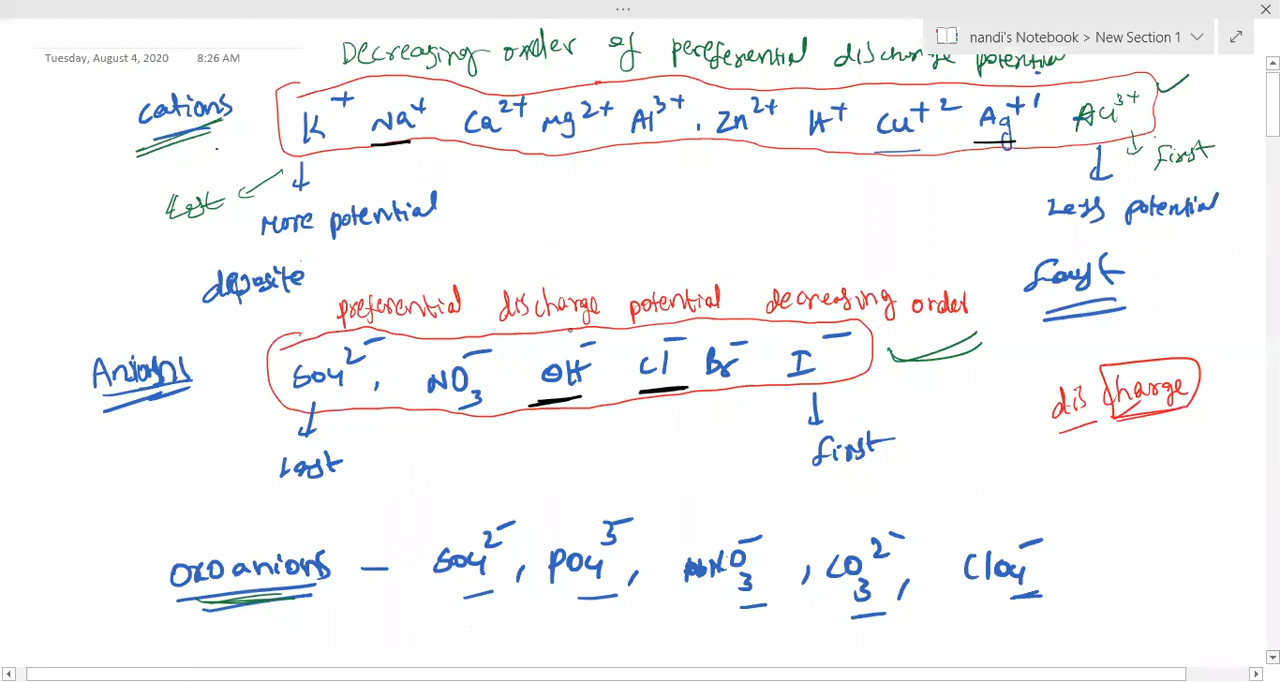 nandi's Notebook > New Section 1
Tuesday, August 4, 2020 8:26 AM
Decreasing order of pereferential discharge potential
cations K+ Na+ Ca2+ Mg2+ Al3+ . Zn2+ H+ Cu+2 Ag+1 Au3+
Last first
More potential Less potential
deposite
preferential discharge potential decreasing order
Anions SO42-, NO3- OH- Cl- Br- I-
discharge
Last first
oxoanions - SO42-, PO43-, NO3-, CO32-, ClO4-